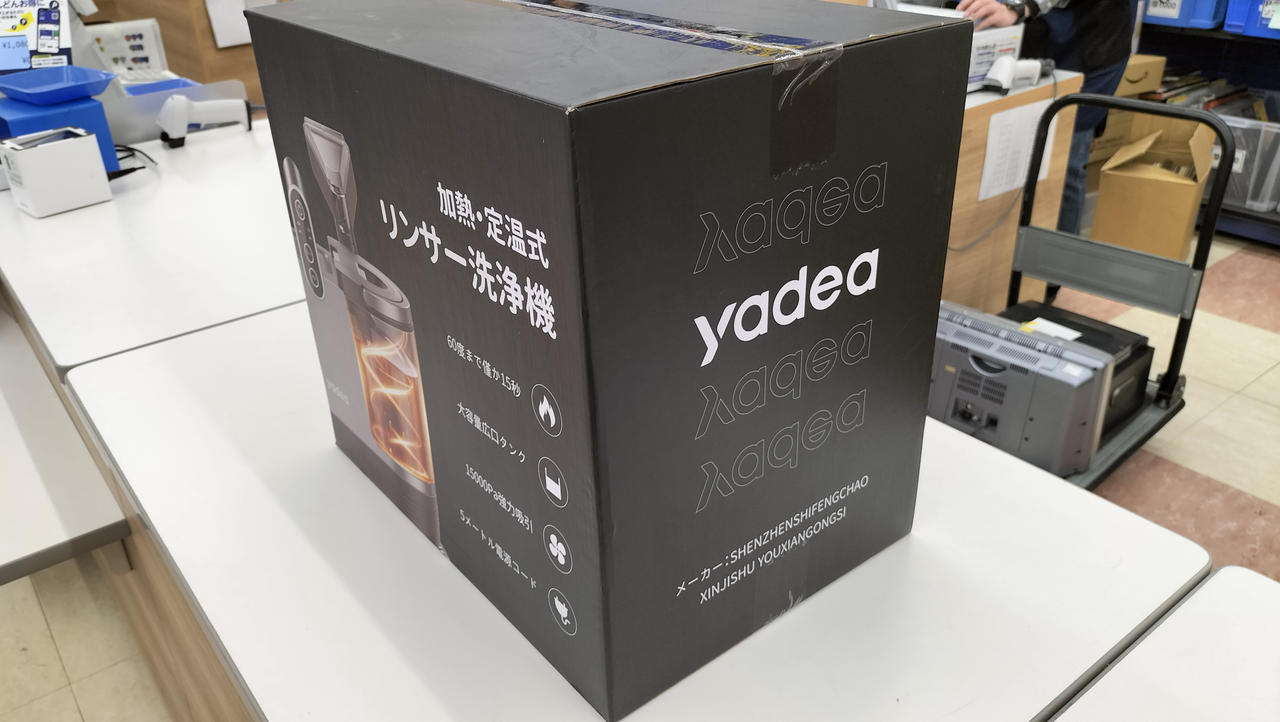 加熱・定温式
リンサー洗浄機
60度まで僅か15秒
大容量広口タンク
15000Pa強力吸引
5メートル電源コード
yadea
yadea
yadea
yadea
yadea
メーカー:SHENZHENSHIFENGCHAO
XINJISHU YOUXIANGONGSI